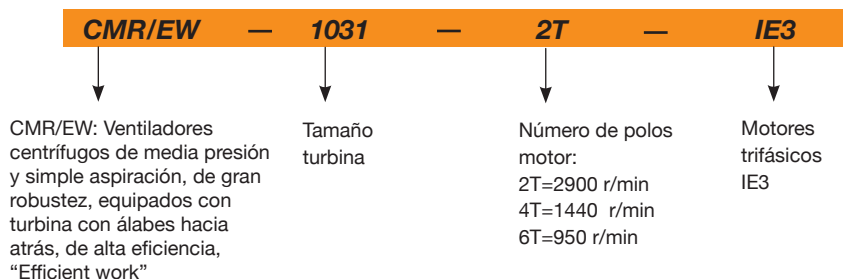 CMR/EW — 1031 — 2T — IE3
CMR/EW: Ventiladores
centrífugos de media presión
y simple aspiración, de gran
robustez, equipados con
turbina con álabes hacia
atrás, de alta eficiencia,
“Efficient work”
Tamaño
turbina
Número de polos
motor:
2T=2900 r/min
4T=1440 r/min
6T=950 r/min
Motores
trifásicos
IE3